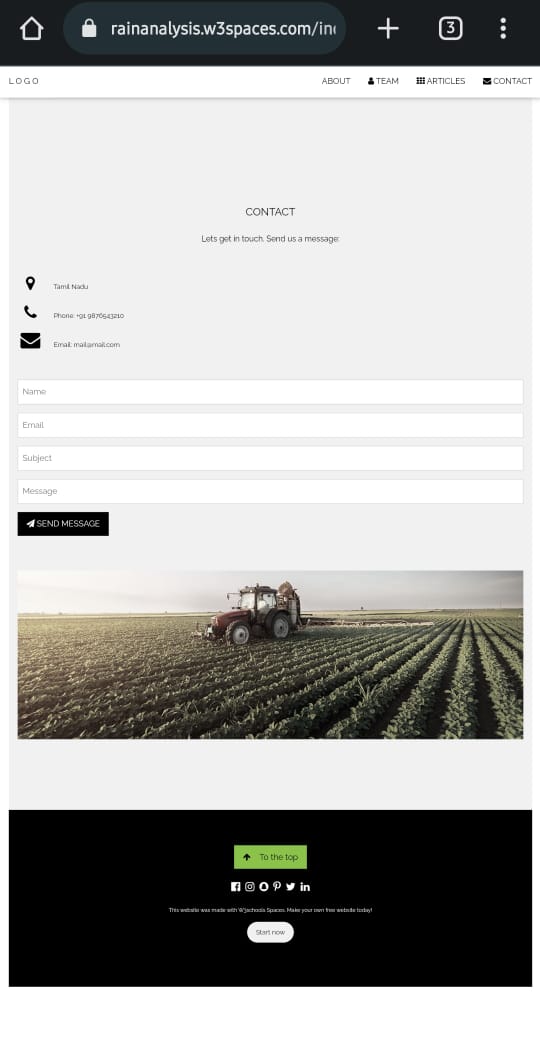 rainanalysis.w3spaces.com/in
3
LOGO
ABOUT TEAM ARTICLES CONTACT
CONTACT
Lets get in touch. Send us a message:
Tamil Nadu
Phone: +91 9876543210
Email: mail@mail.com
Name
Email
Subject
Message
SEND MESSAGE
To the top
This website was made with W3schools Spaces. Make your own free website today!
Start now